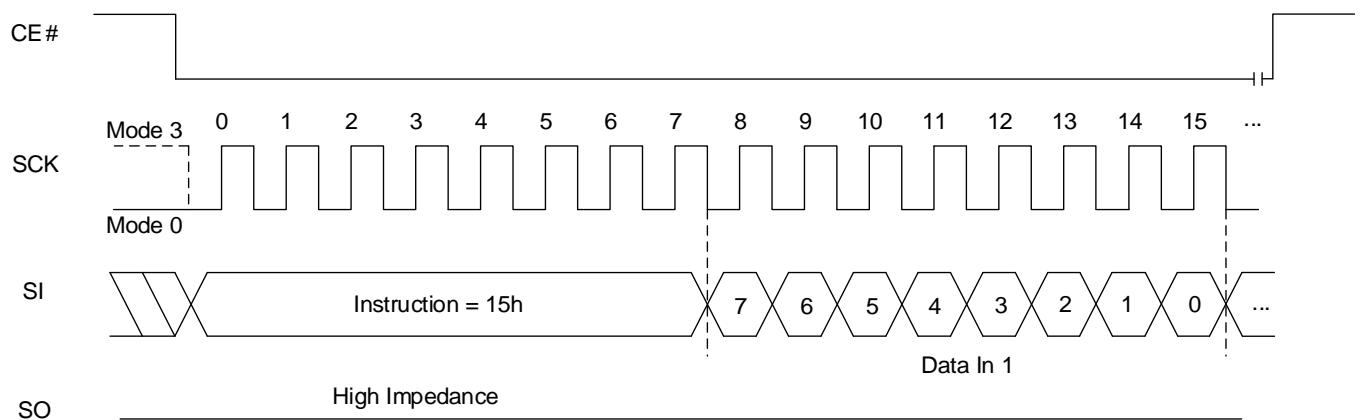 CE#
Mode 3
0 1 2 3 4 5 6 7 8 9 10 11 12 13 14 15 ...
SCK
Mode 0
SI
Instruction = 15h
7 6 5 4 3 2 1 0 ...
Data In 1
High Impedance
SO